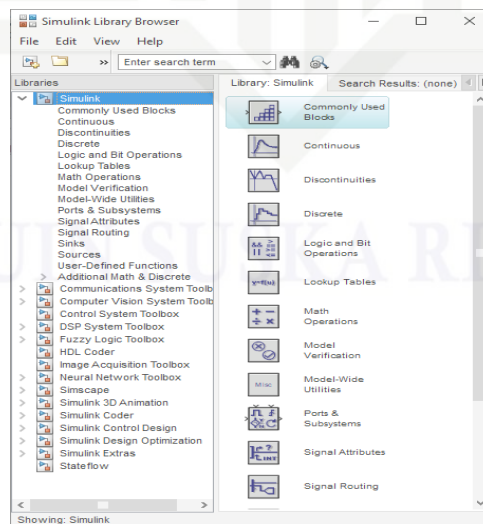 Simulink Library Browser
File Edit View Help
» Enter search term
Libraries
Library: Simulink Search Results: (none)
Simulink
Commonly Used Blocks
Continuous
Discontinuities
Discrete
Logic and Bit Operations
Lookup Tables
Math Operations
Model Verification
Model-Wide Utilities
Ports & Subsystems
Signal Attributes
Signal Routing
Sinks
Sources
User-Defined Functions
Additional Math & Discrete
Communications System Toolb
Computer Vision System Toolb
Control System Toolbox
DSP System Toolbox
Fuzzy Logic Toolbox
HDL Coder
Image Acquisition Toolbox
Neural Network Toolbox
Simscape
Simulink 3D Animation
Simulink Coder
Simulink Control Design
Simulink Design Optimization
Simulink Extras
Stateflow
Commonly Used
Blocks
Continuous
Discontinuities
Discrete
Logic and Bit
Operations
y=f(u)
Lookup Tables
Math
Operations
Model
Verification
Misc
Model-Wide
Utilities
Ports &
Subsystems
Signal Attributes
Signal Routing
Showing: Simulink
UIN SUSKA R